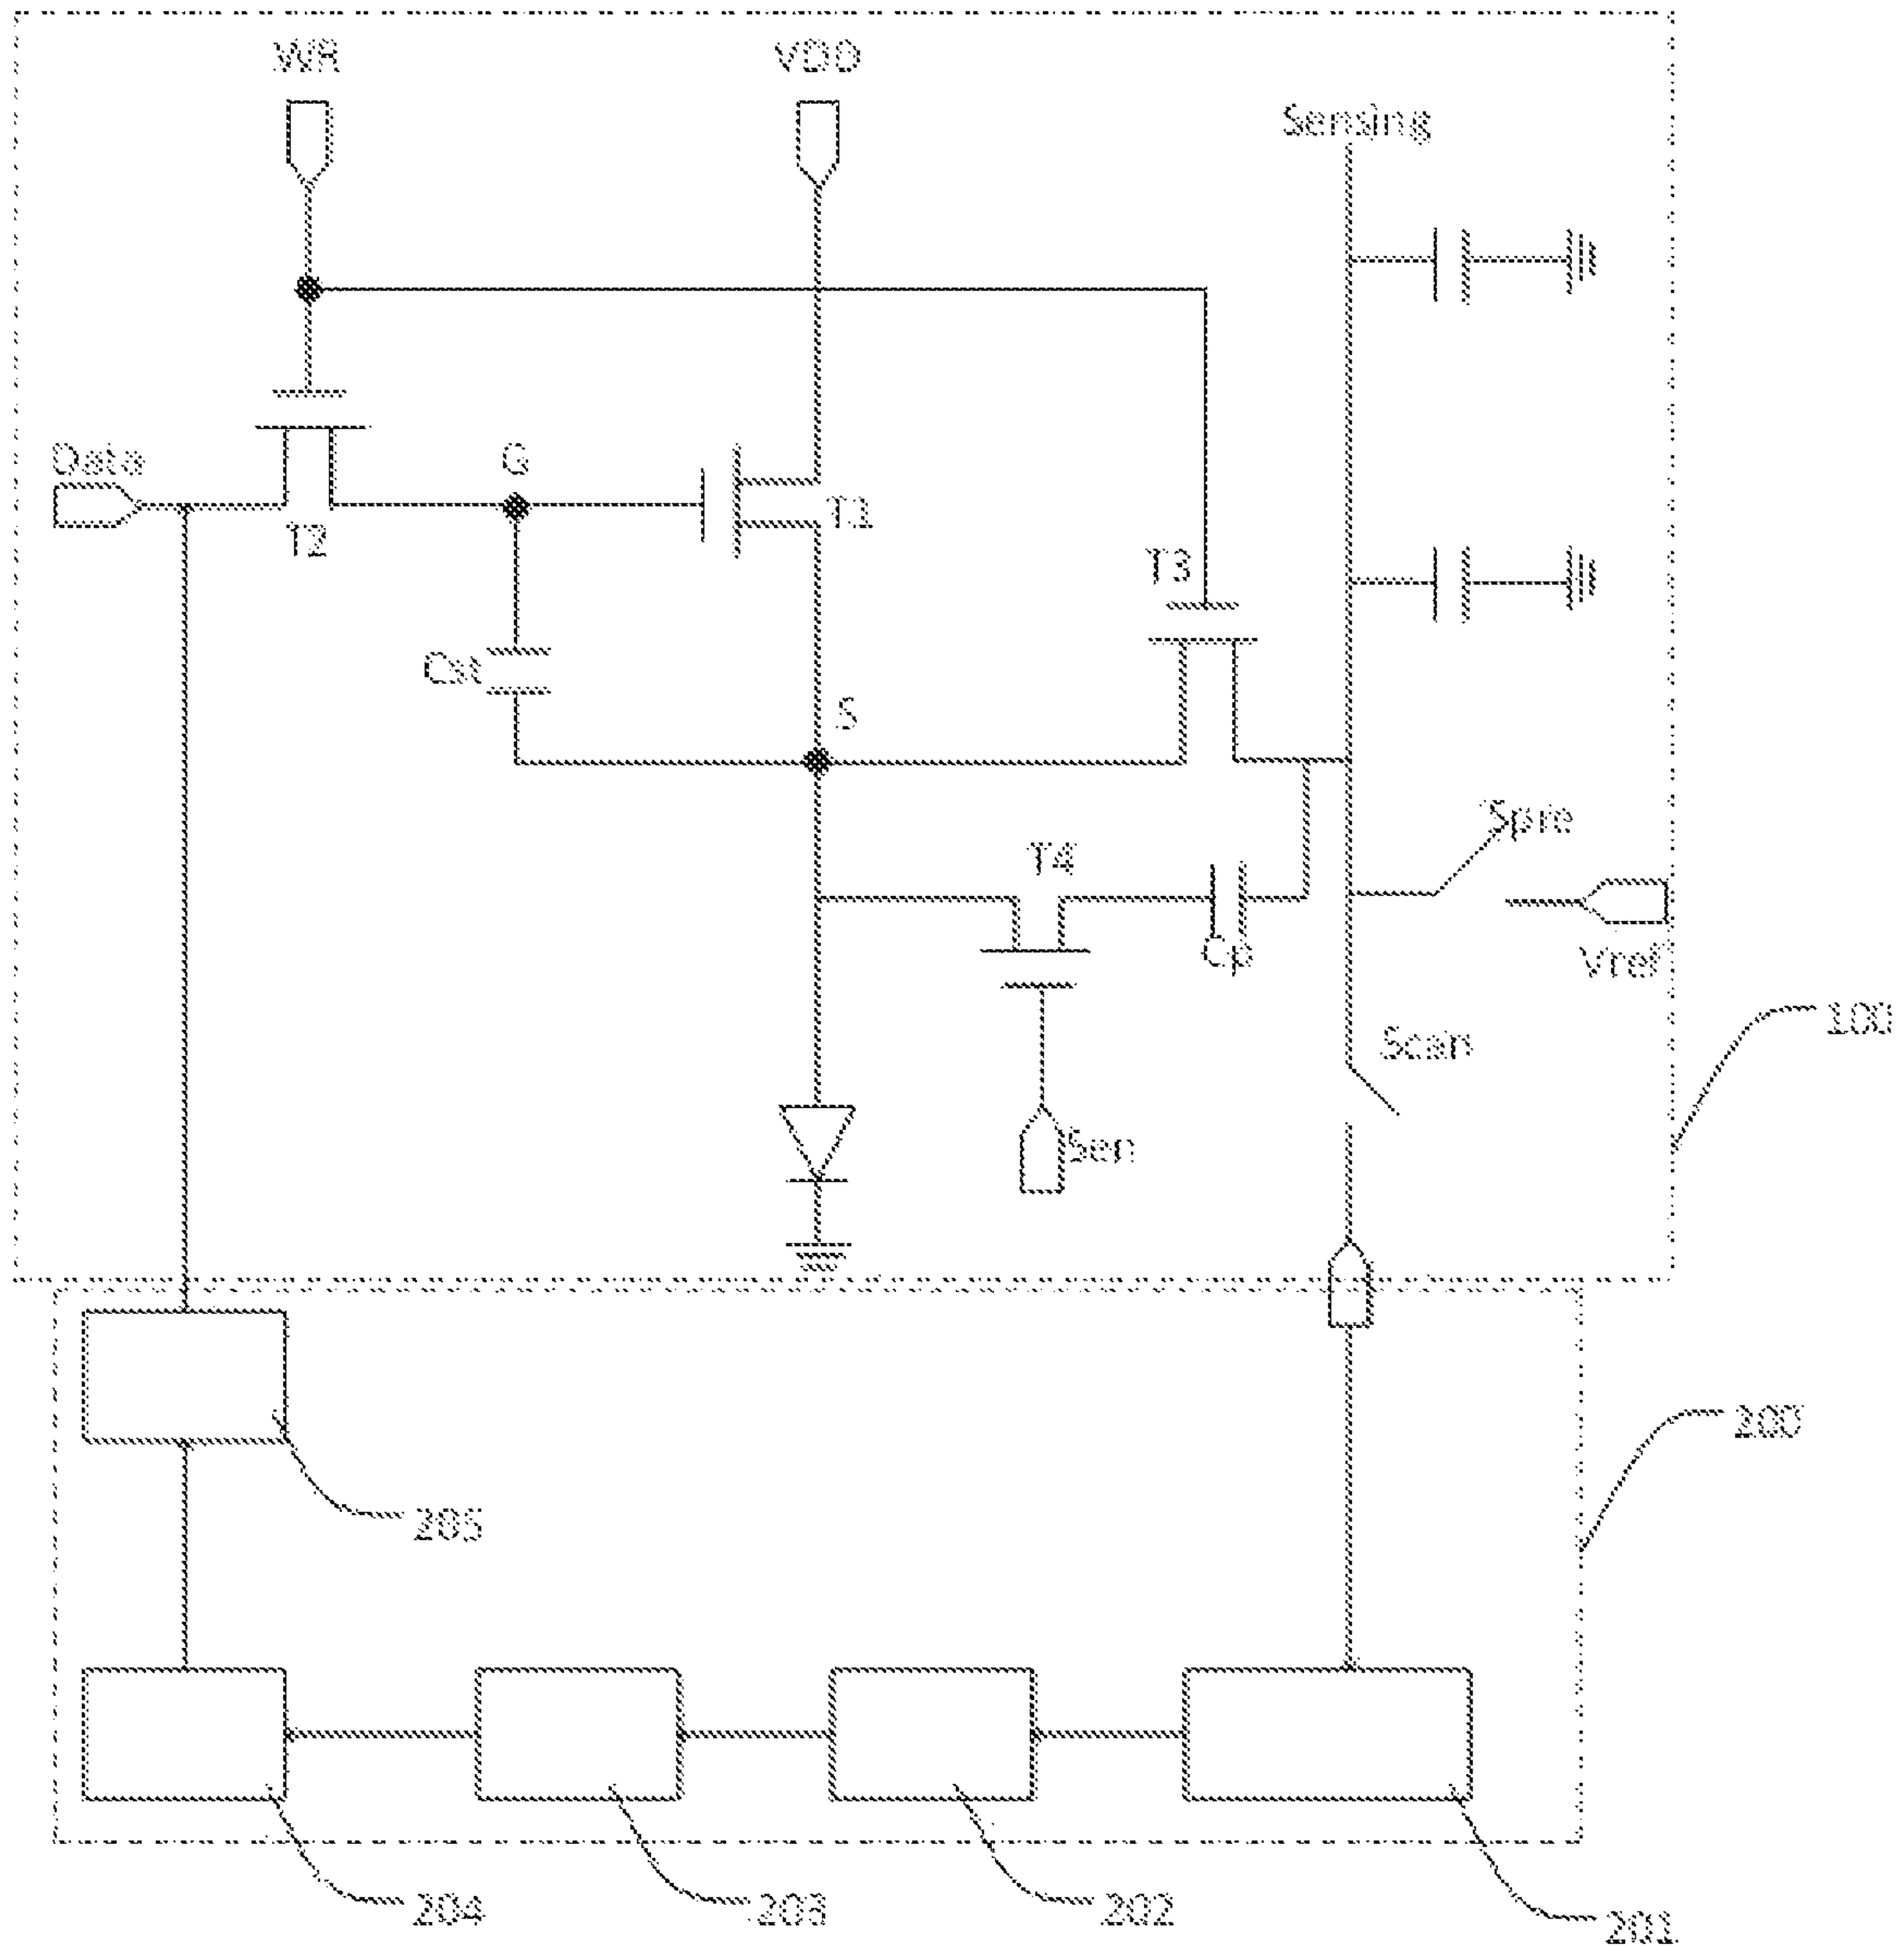 WR
VDD
Sensing
Data
G
T1
T2
T3
Cst
S
Spre
T4
Cp
Vref
100
Scan
Sen
200
205
204
203
202
201